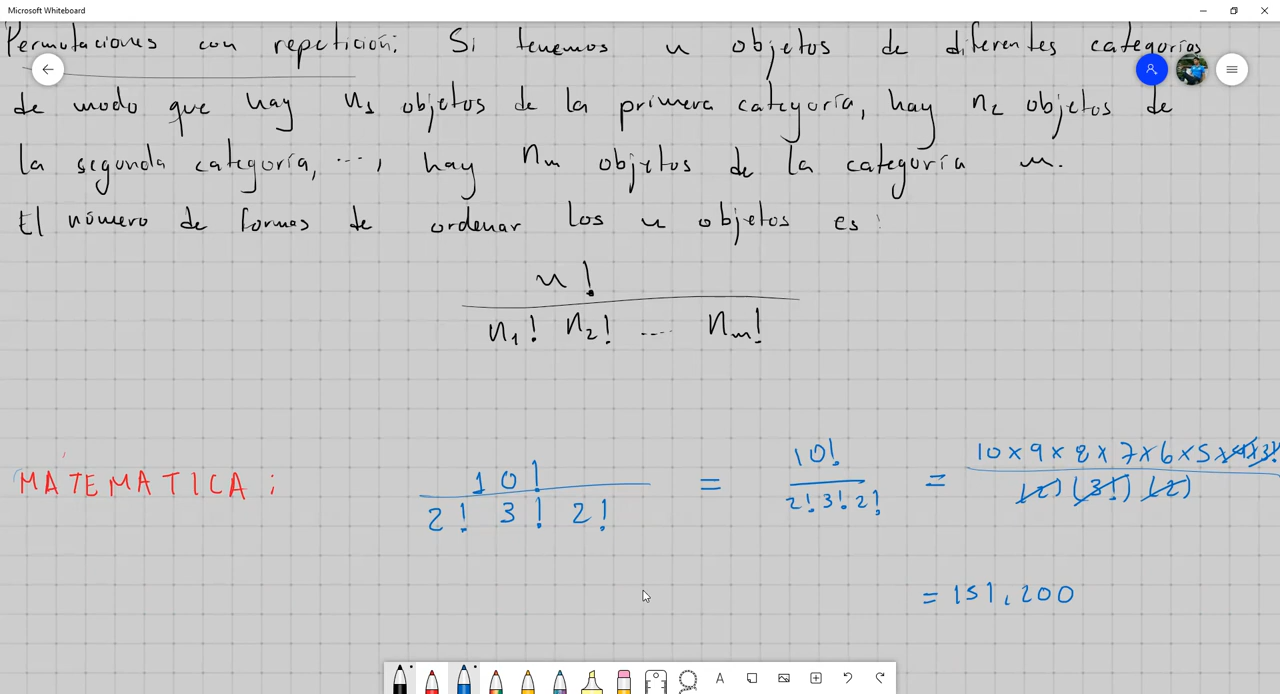 Microsoft Whiteboard
Permutaciones con repetición: Si tenemos n objetos de diferentes categorías
de modo que hay n1 objetos de la primera categoría, hay n2 objetos de
la segunda categoría, ..., hay nm objetos de la categoría m.
El número de formas de ordenar los n objetos es:
n!
n1! n2! .... nm!
MATEMATICA: 10! / 2! 3! 2! = 10! / 2! 3! 2! = 10 x 9 x 8 x 7 x 6 x 5 x 4 x 3! / (2) (3!) (2)
= 151,200